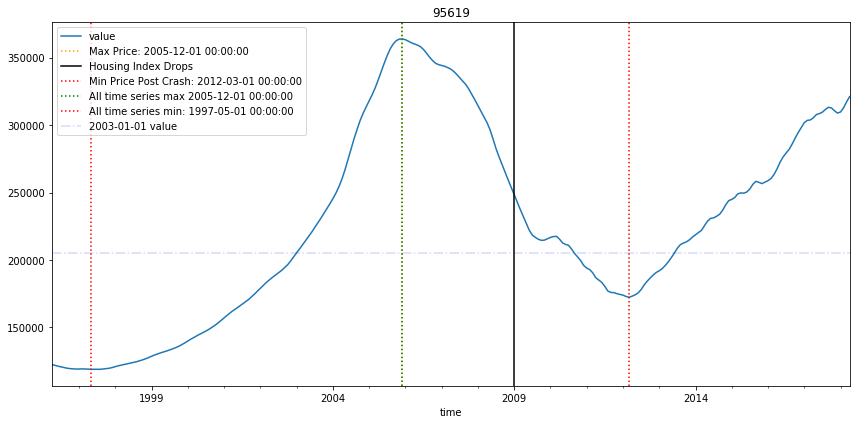 95619
value
Max Price: 2005-12-01 00:00:00
Housing Index Drops
Min Price Post Crash: 2012-03-01 00:00:00
All time series max 2005-12-01 00:00:00
All time series min: 1997-05-01 00:00:00
2003-01-01 value
350000
300000
250000
200000
150000
1999
2004
2009
2014
time